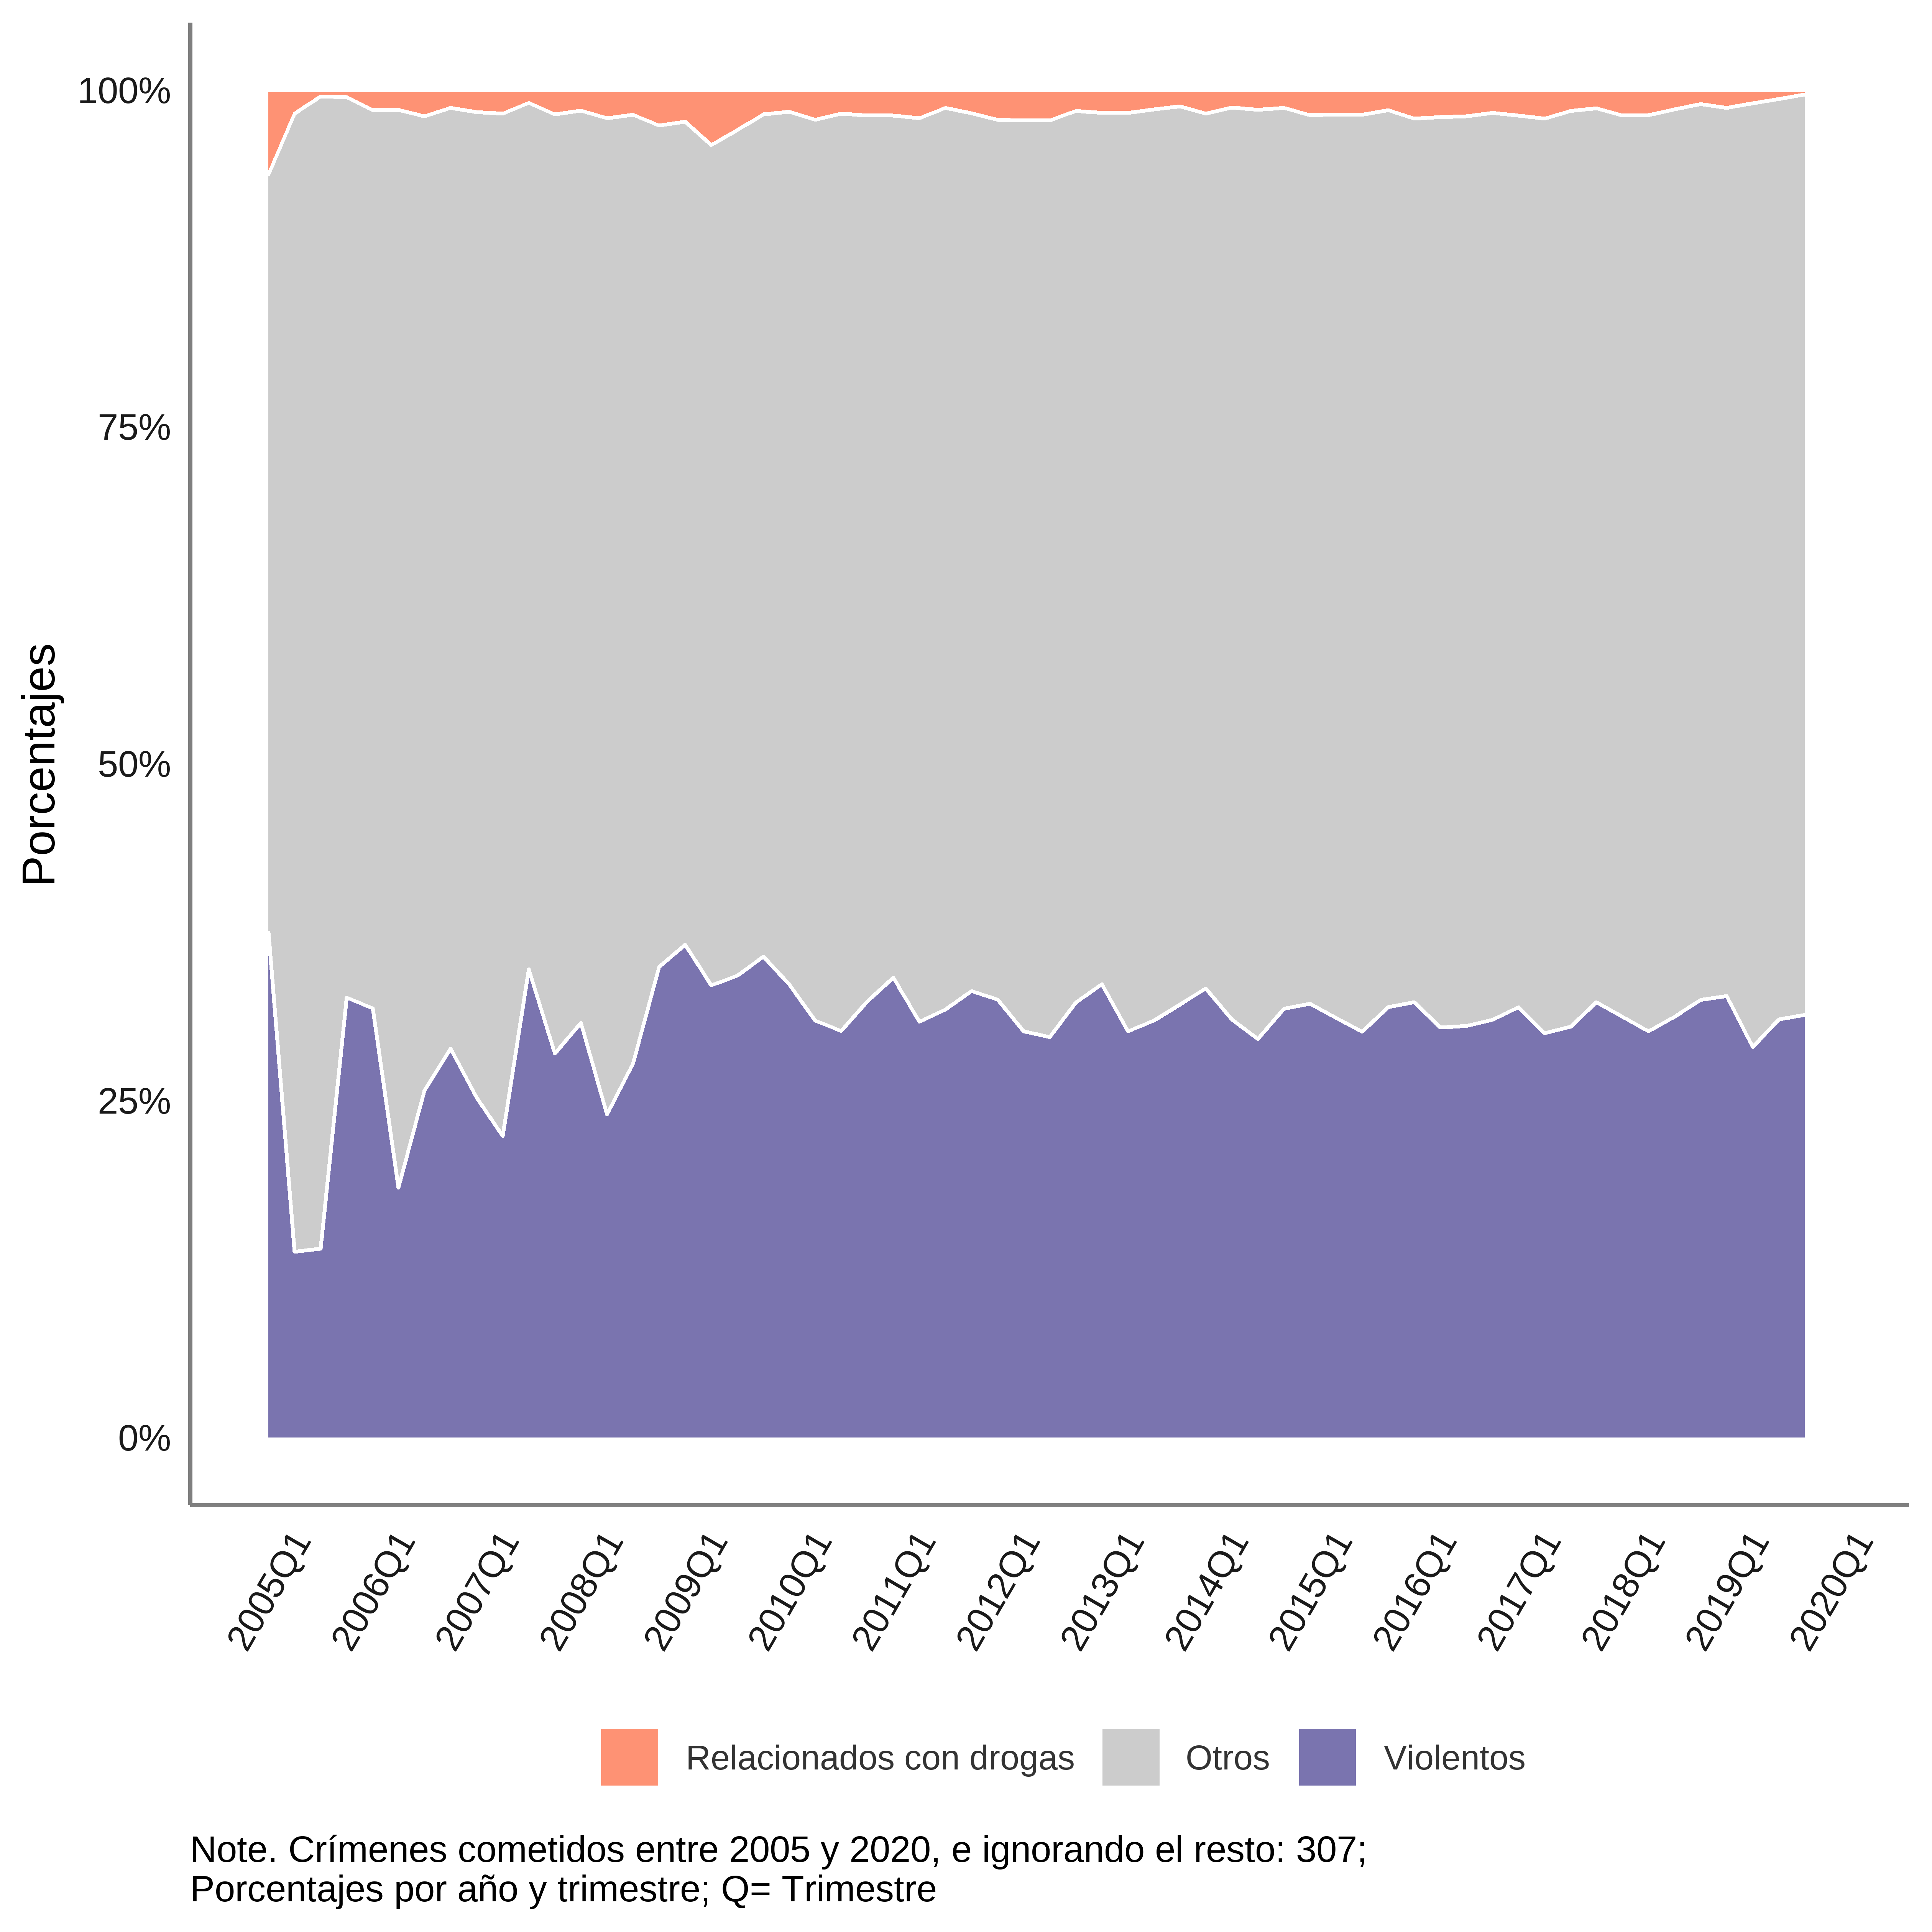 100%
75%
50%
25%
0%
Porcentajes
2005Q1
2006Q1
2007Q1
2008Q1
2009Q1
2010Q1
2011Q1
2012Q1
2013Q1
2014Q1
2015Q1
2016Q1
2017Q1
2018Q1
2019Q1
2020Q1
Relacionados con drogas Otros Violentos
Note. Crímenes cometidos entre 2005 y 2020, e ignorando el resto: 307;
Porcentajes por año y trimestre; Q= Trimestre